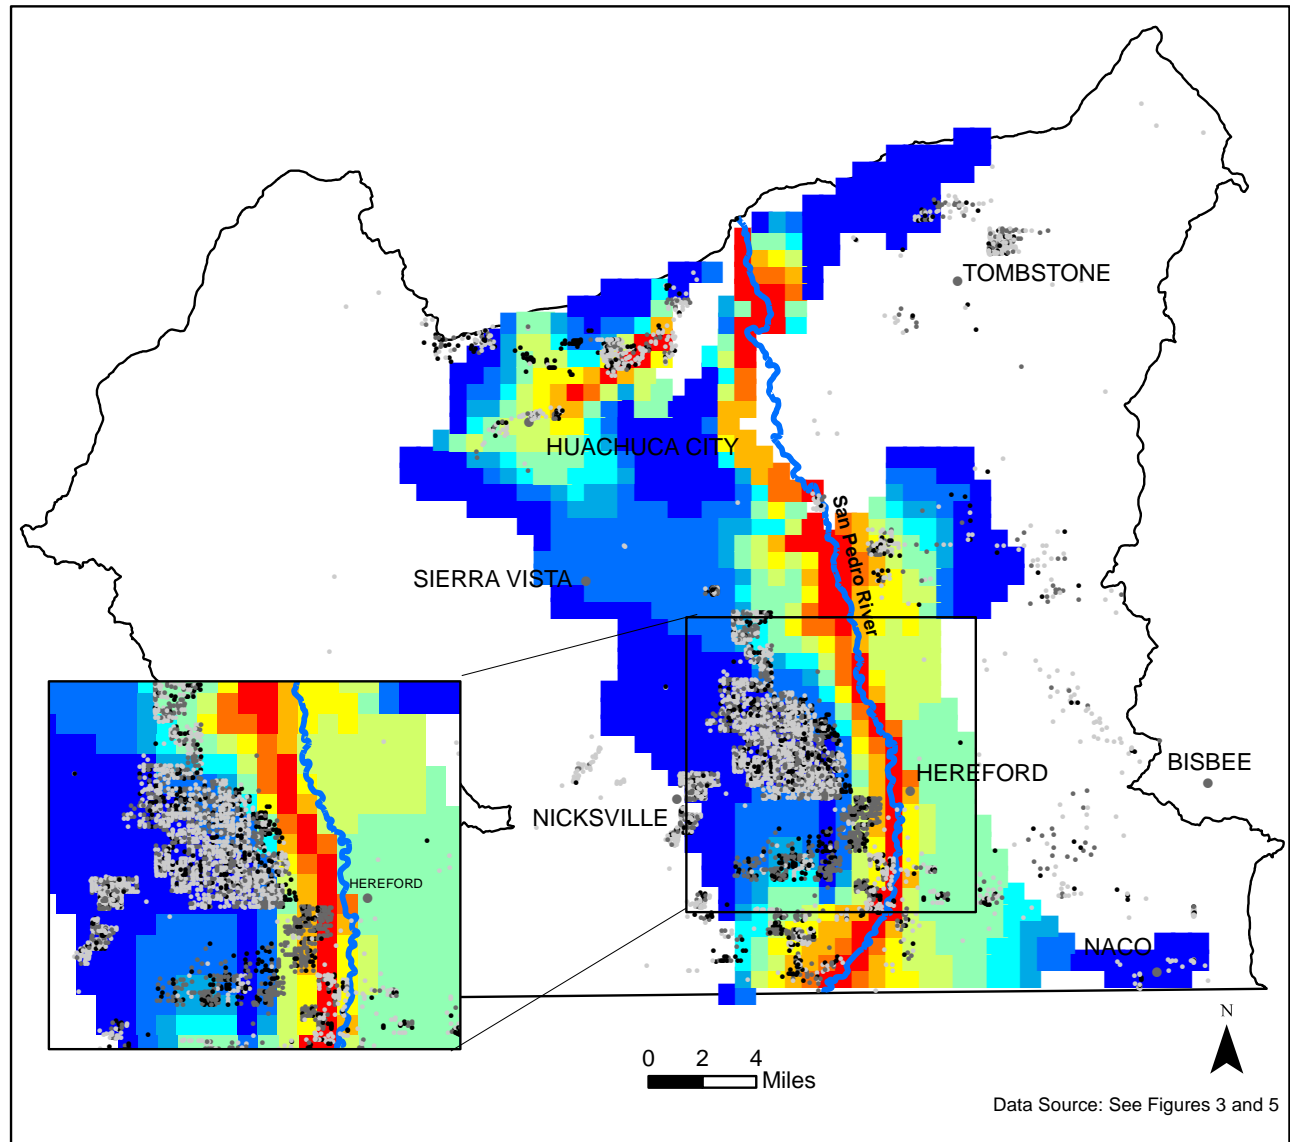 TOMBSTONE
HUACHUCA CITY
San Pedro River
SIERRA VISTA
HEREFORD
BISBEE
NICKSVILLE
HEREFORD
NACO
N
0 2 4
Miles
Data Source: See Figures 3 and 5